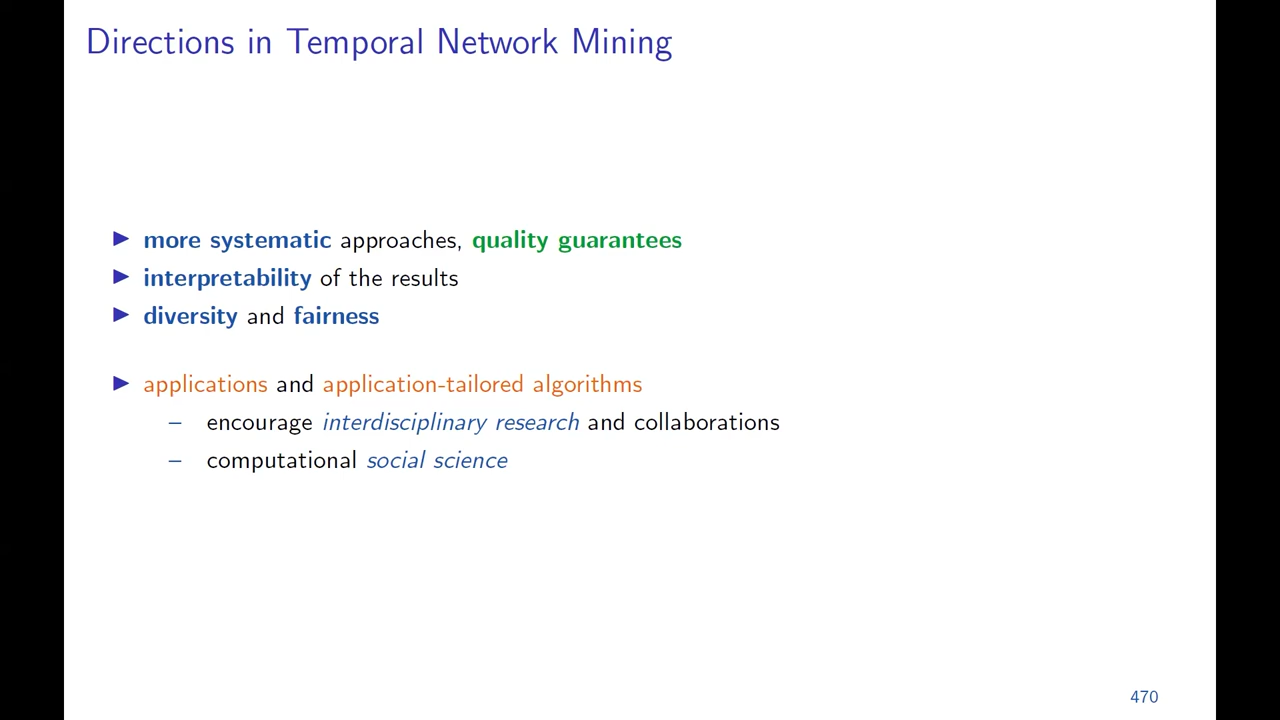 Directions in Temporal Network Mining
▶ more systematic approaches, quality guarantees
▶ interpretability of the results
▶ diversity and fairness
▶ applications and application-tailored algorithms
– encourage interdisciplinary research and collaborations
– computational social science
470